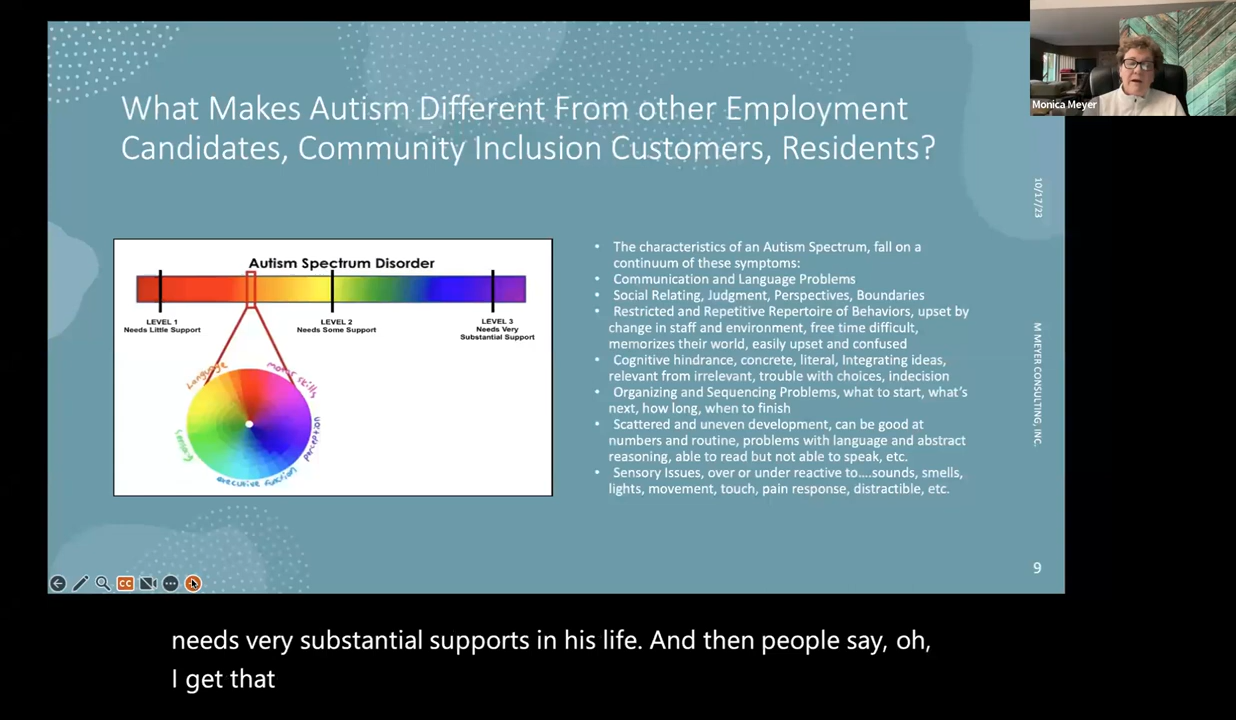 What Makes Autism Different From other Employment
Candidates, Community Inclusion Customers, Residents?
Monica Meyer
10/17/23
Autism Spectrum Disorder
LEVEL 1
Needs Little Support
LEVEL 2
Needs Some Support
LEVEL 3
Needs Very
Substantial Support
Language
motor skills
sensory
perception
executive function
• The characteristics of an Autism Spectrum, fall on a
continuum of these symptoms:
• Communication and Language Problems
• Social Relating, Judgment, Perspectives, Boundaries
• Restricted and Repetitive Repertoire of Behaviors, upset by
change in staff and environment, free time difficult,
memorizes their world, easily upset and confused
• Cognitive hindrance, concrete, literal, Integrating ideas,
relevant from irrelevant, trouble with choices, indecision
• Organizing and Sequencing Problems, what to start, what's
next, how long, when to finish
• Scattered and uneven development, can be good at
numbers and routine, problems with language and abstract
reasoning, able to read but not able to speak, etc.
• Sensory Issues, over or under reactive to....sounds, smells,
lights, movement, touch, pain response, distractible, etc.
M MEYER CONSULTING, INC.
9
CC
needs very substantial supports in his life. And then people say, oh,
I get that